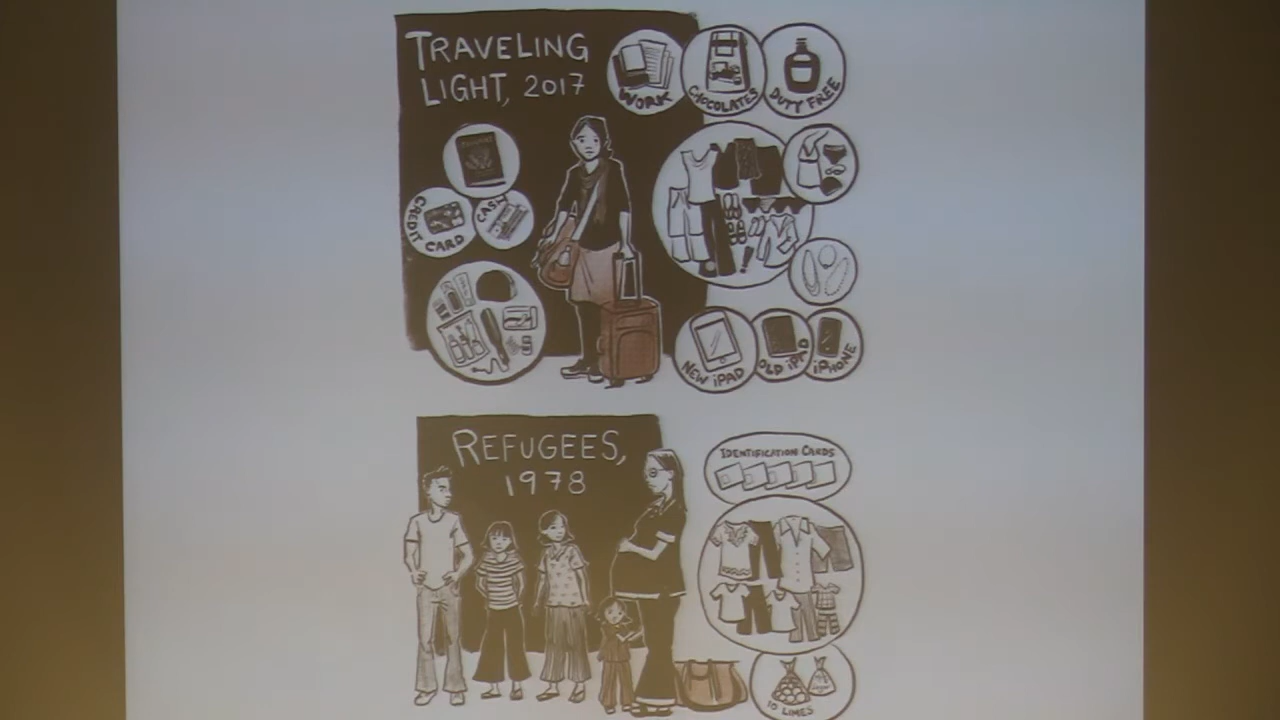 TRAVELING
LIGHT, 2017
WORK
CHOCOLATES
DUTY FREE
CREDIT CARD
CASH
NEW iPAD
OLD iPAD
iPHONE
REFUGEES,
1978
IDENTIFICATION CARDS
10 LIMES